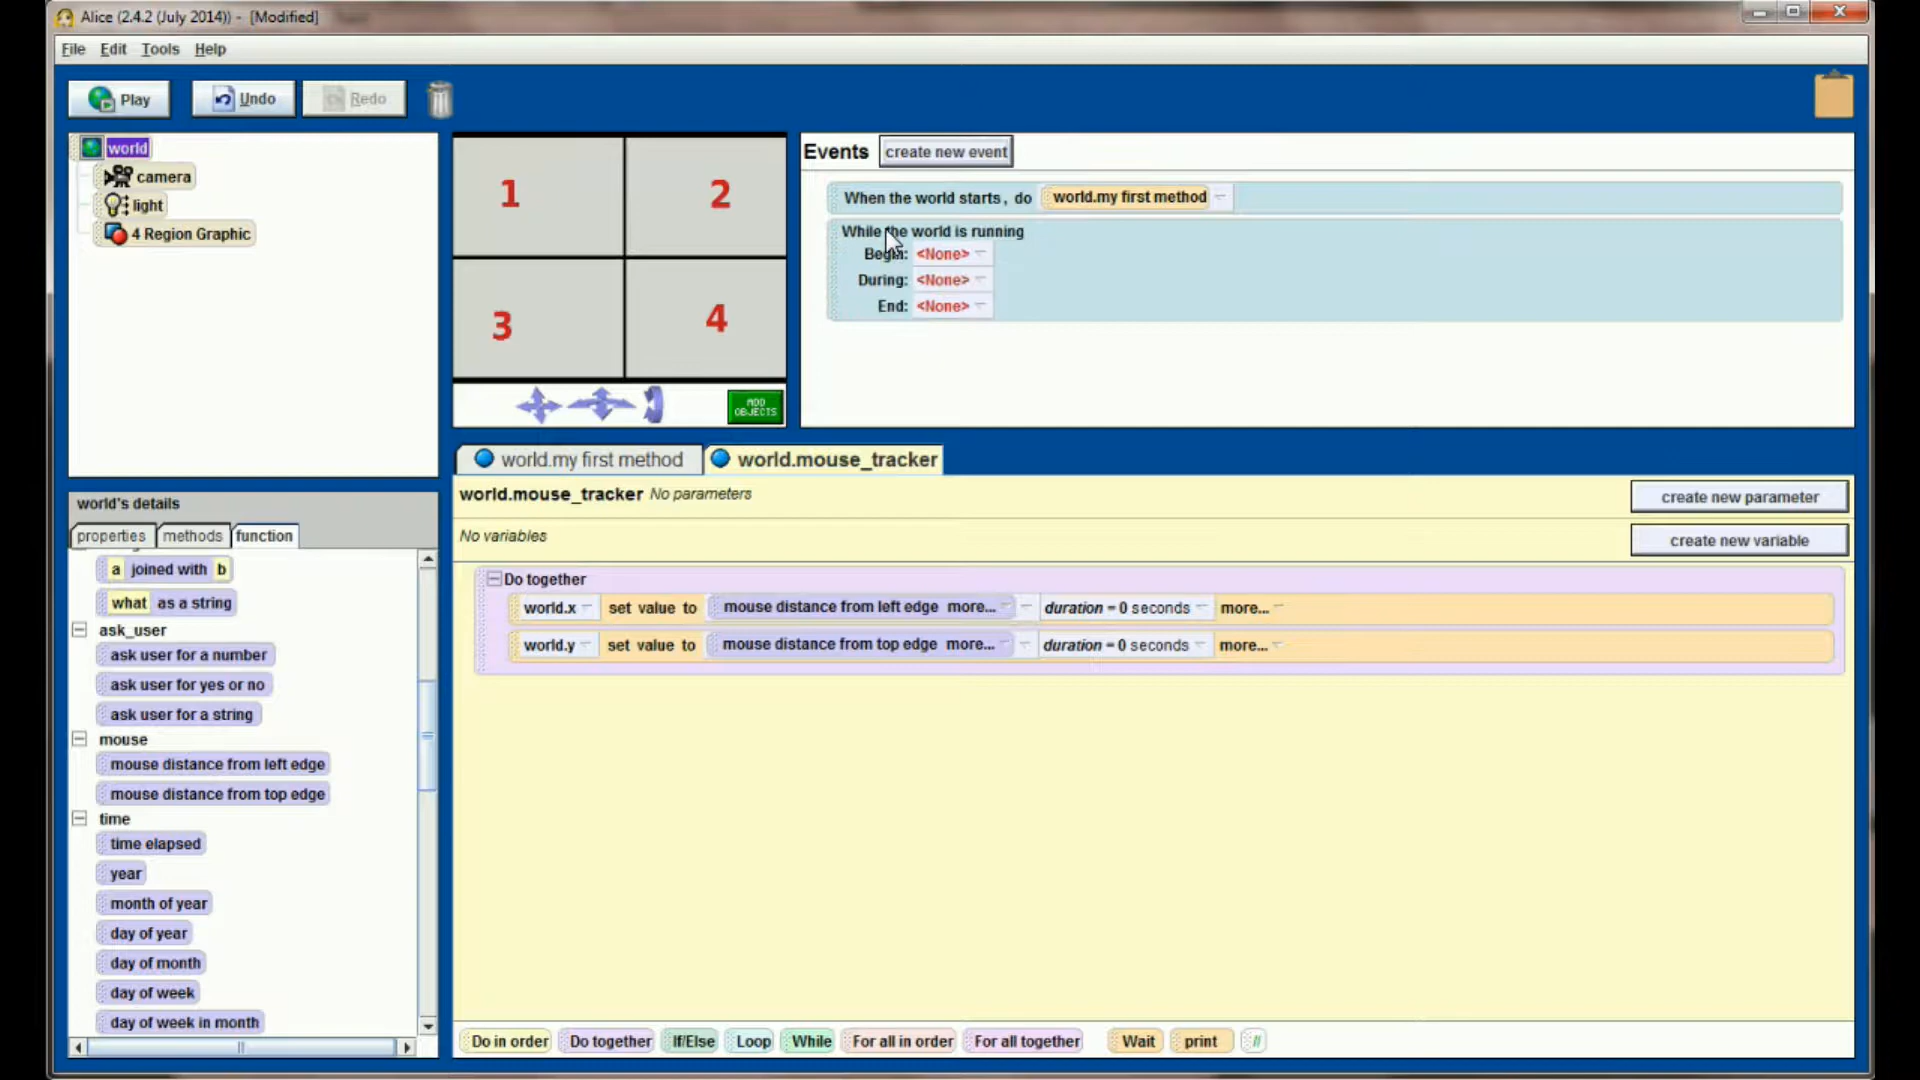 Alice (2.4.2 (July 2014)) - [Modified]
File Edit Tools Help
Play Undo Redo
world
camera
light
4 Region Graphic
1 2
3 4
ADD OBJECTS
Events create new event
When the world starts, do world.my first method
While the world is running
Begin: <None>
During: <None>
End: <None>
world's details
properties methods function
a joined with b
what as a string
ask_user
ask user for a number
ask user for yes or no
ask user for a string
mouse
mouse distance from left edge
mouse distance from top edge
time
time elapsed
year
month of year
day of year
day of month
day of week
day of week in month
world.my first method world.mouse_tracker
world.mouse_tracker No parameters create new parameter
No variables create new variable
Do together
world.x set value to mouse distance from left edge more... duration = 0 seconds more...
world.y set value to mouse distance from top edge more... duration = 0 seconds more...
Do in order Do together If/Else Loop While For all in order For all together Wait print //